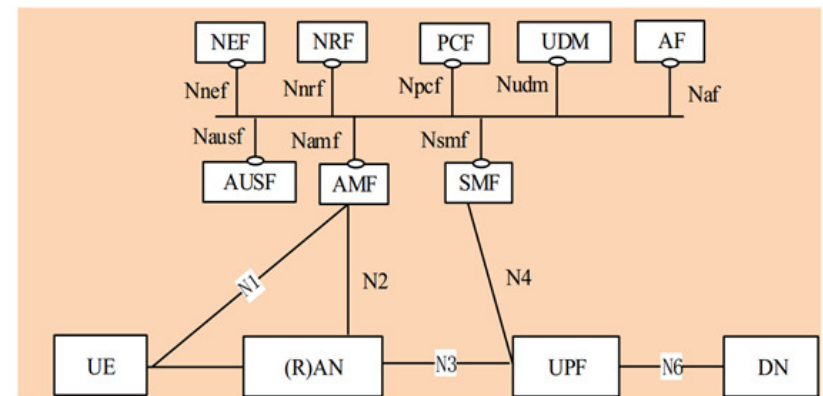 NEF NRF PCF UDM AF
Nnef Nnrf Npcf Nudm Naf
Nausf Namf Nsmf
AUSF AMF SMF
N1 N2 N4
UE (R)AN N3 UPF N6 DN